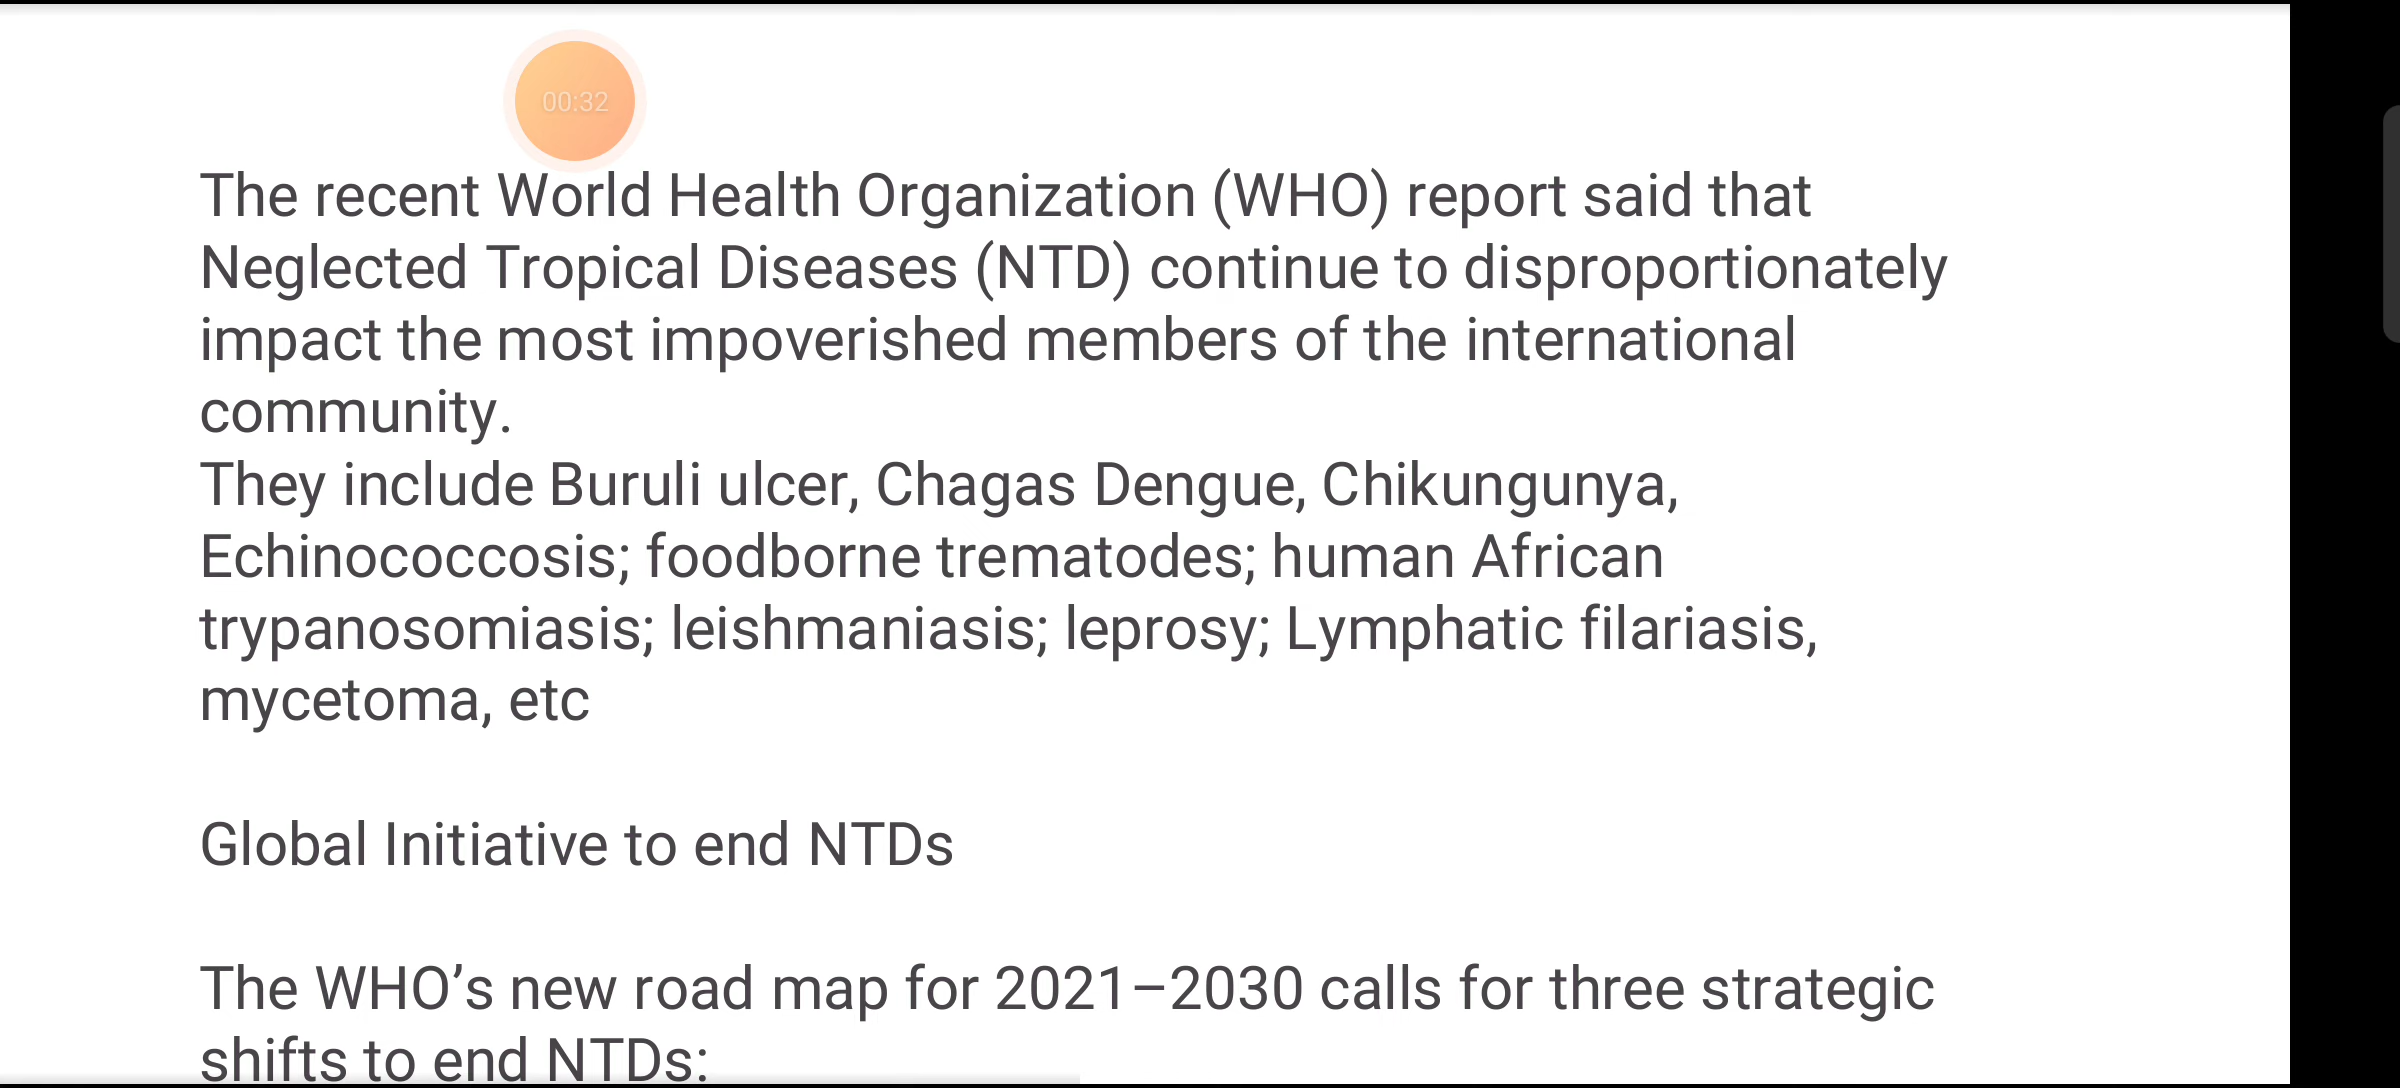 00:32
The recent World Health Organization (WHO) report said that
Neglected Tropical Diseases (NTD) continue to disproportionately
impact the most impoverished members of the international
community.
They include Buruli ulcer, Chagas Dengue, Chikungunya,
Echinococcosis; foodborne trematodes; human African
trypanosomiasis; leishmaniasis; leprosy; Lymphatic filariasis,
mycetoma, etc
Global Initiative to end NTDs
The WHO’s new road map for 2021–2030 calls for three strategic
shifts to end NTDs: